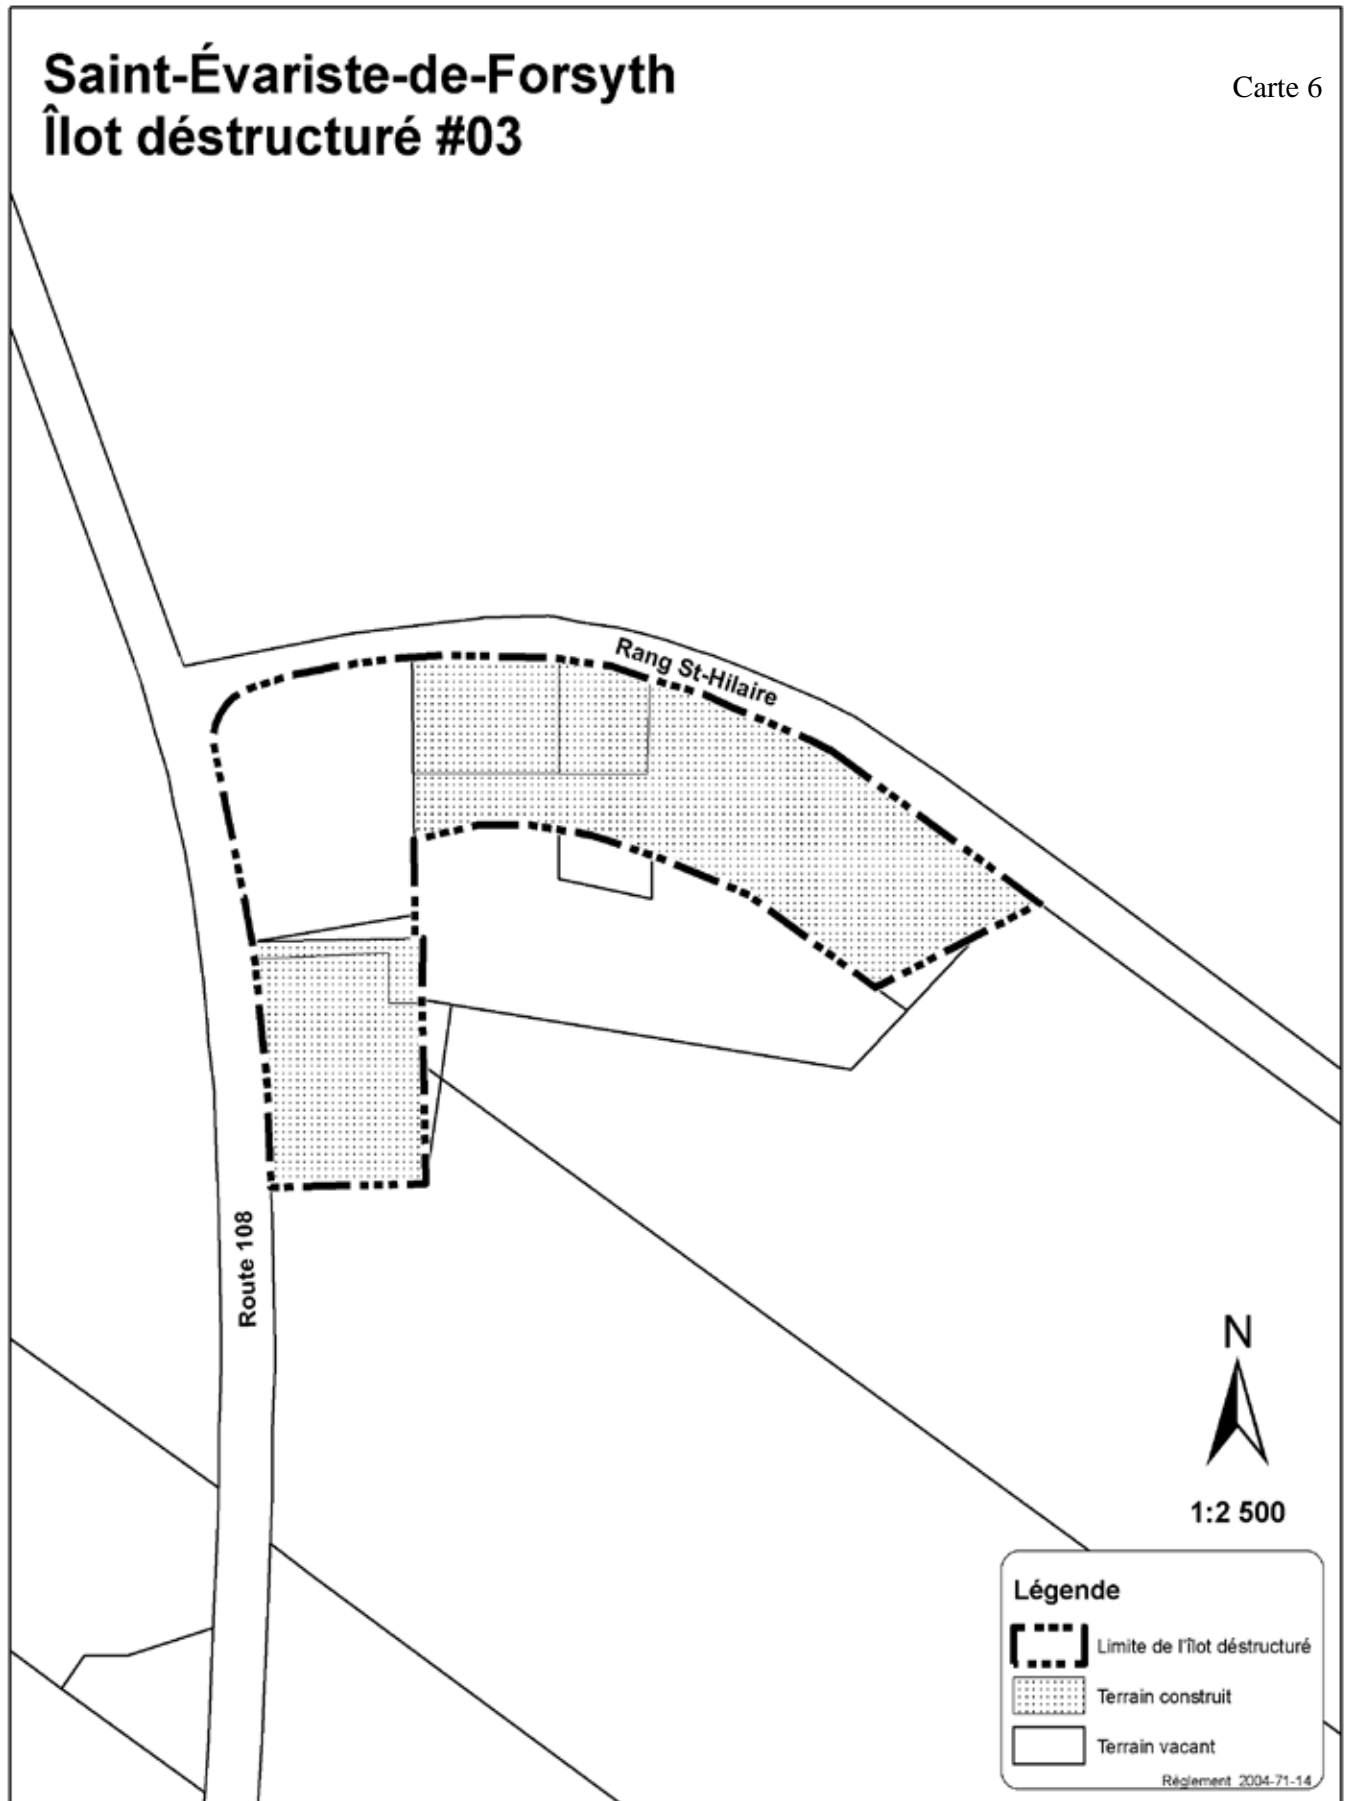 Saint-Évariste-de-Forsyth
Îlot déstructuré #03
Carte 6
Rang St-Hilaire
Route 108
N
1:2 500
Légende
Limite de l'îlot déstructuré
Terrain construit
Terrain vacant
Règlement 2004-71-14